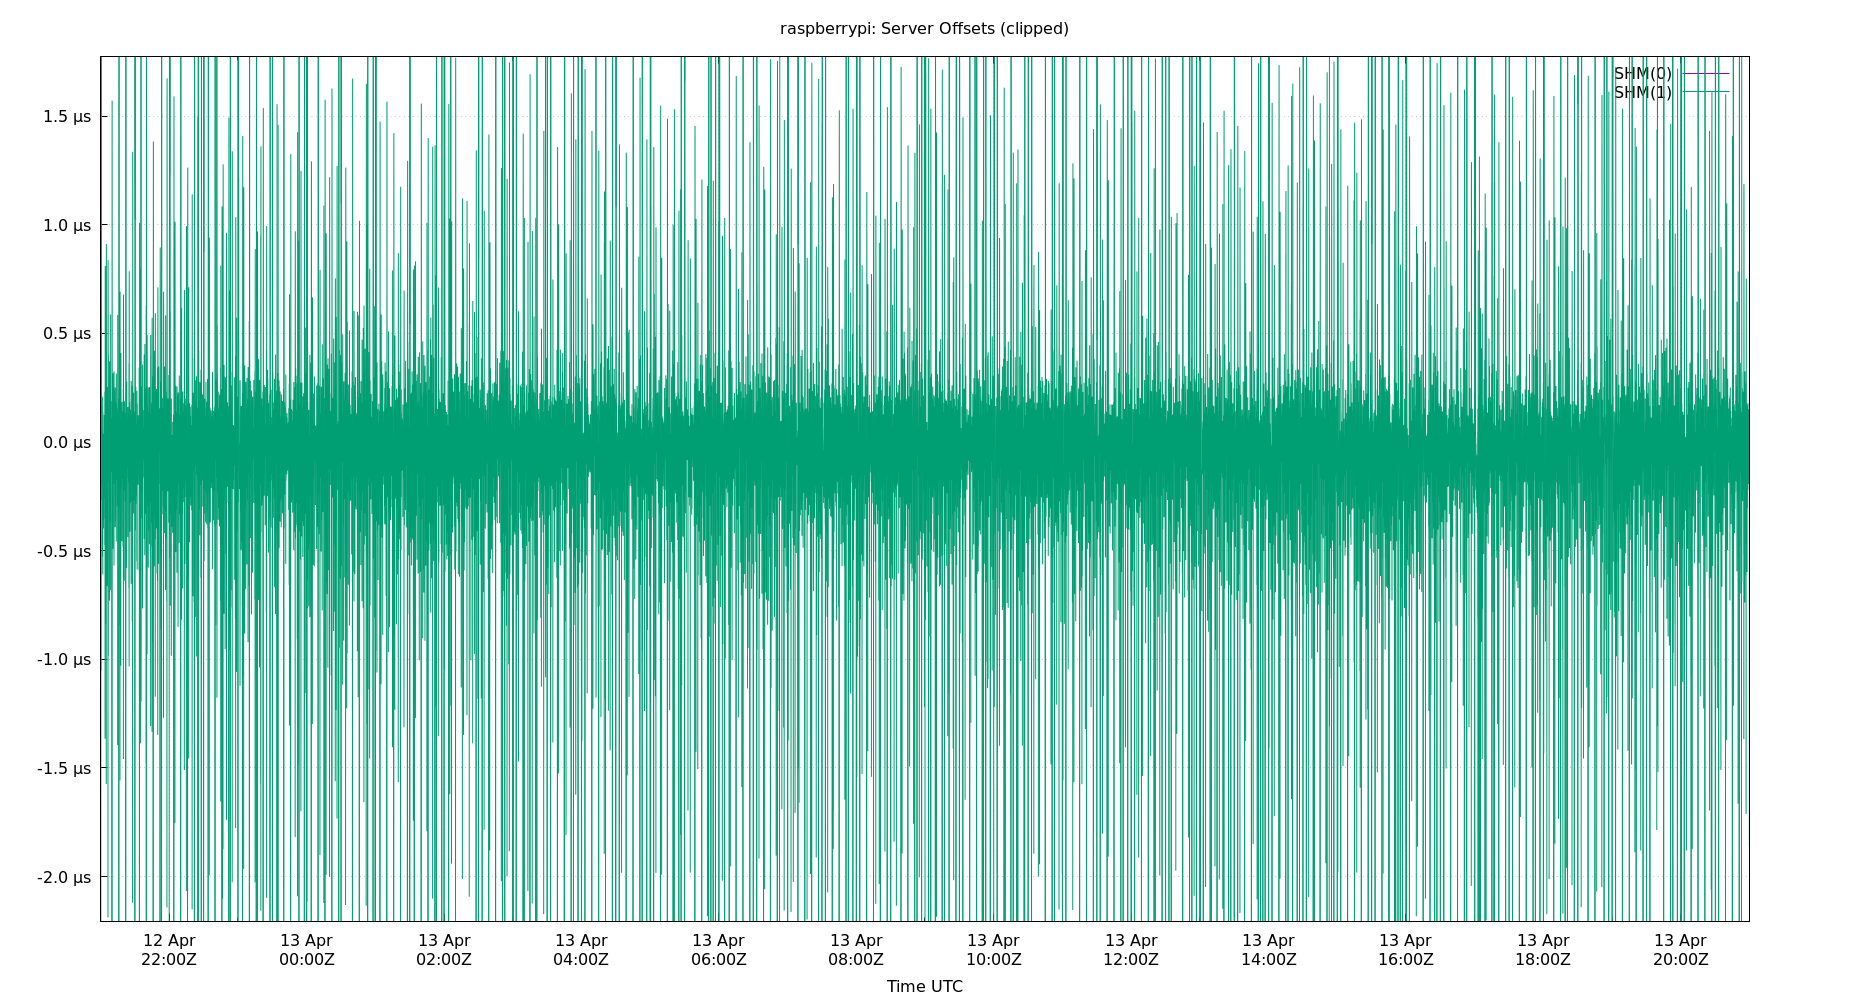 raspberrypi: Server Offsets (clipped)
SHM(0)
SHM(1)
1.5 µs
1.0 µs
0.5 µs
0.0 µs
-0.5 µs
-1.0 µs
-1.5 µs
-2.0 µs
12 Apr 13 Apr 13 Apr 13 Apr 13 Apr 13 Apr 13 Apr 13 Apr 13 Apr 13 Apr 13 Apr 13 Apr
22:00Z 00:00Z 02:00Z 04:00Z 06:00Z 08:00Z 10:00Z 12:00Z 14:00Z 16:00Z 18:00Z 20:00Z
Time UTC